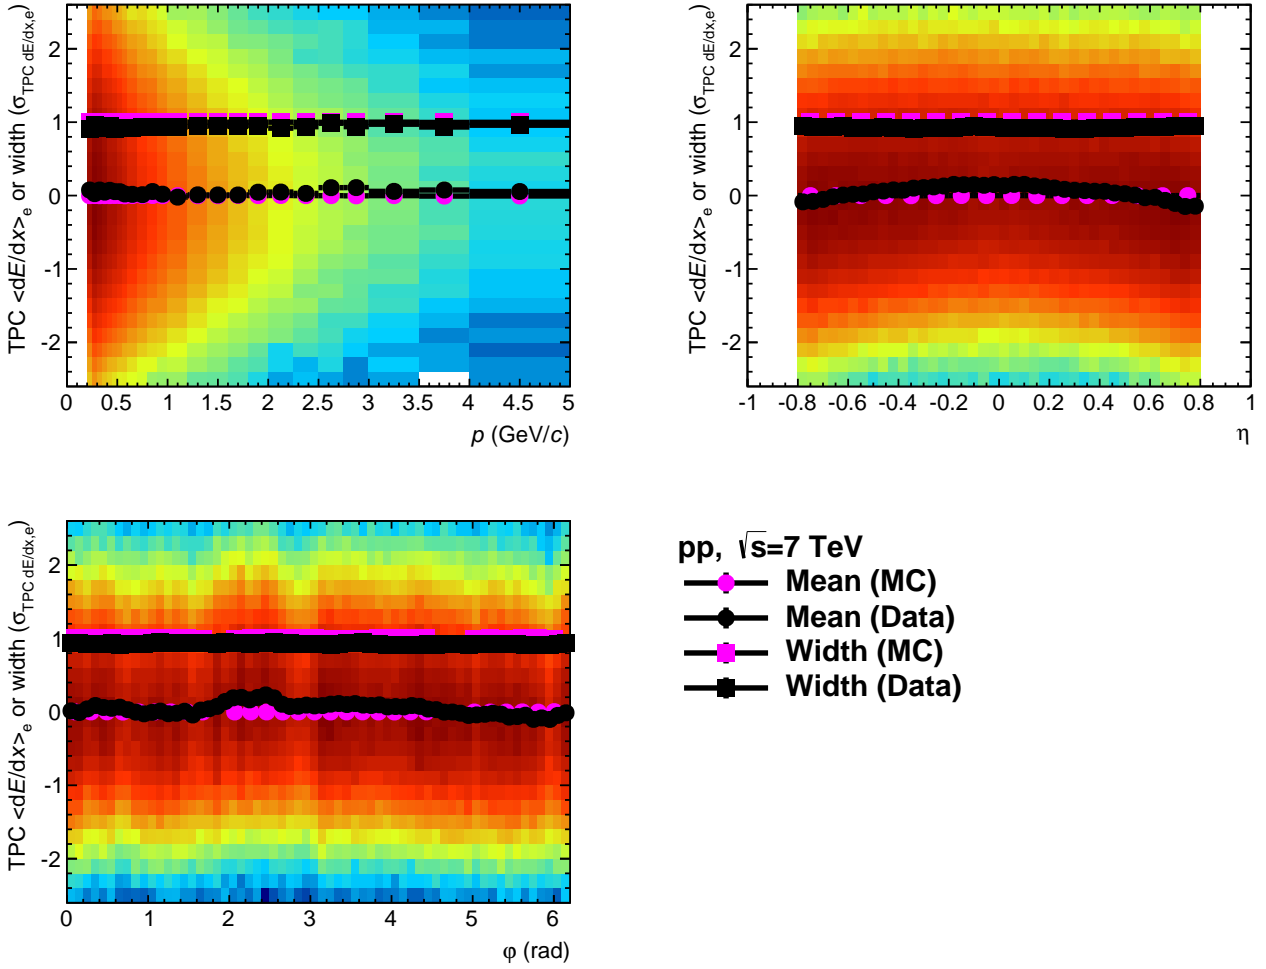 TPC <dE/dx>e or width (σTPC dE/dx,e)
2
1
0
-1
-2
0 0.5 1 1.5 2 2.5 3 3.5 4 4.5 5
p (GeV/c)
TPC <dE/dx>e or width (σTPC dE/dx,e)
2
1
0
-1
-2
-1 -0.8 -0.6 -0.4 -0.2 0 0.2 0.4 0.6 0.8 1
η
TPC <dE/dx>e or width (σTPC dE/dx,e)
2
1
0
-1
-2
0 1 2 3 4 5 6
φ (rad)
pp, √s=7 TeV
Mean (MC)
Mean (Data)
Width (MC)
Width (Data)